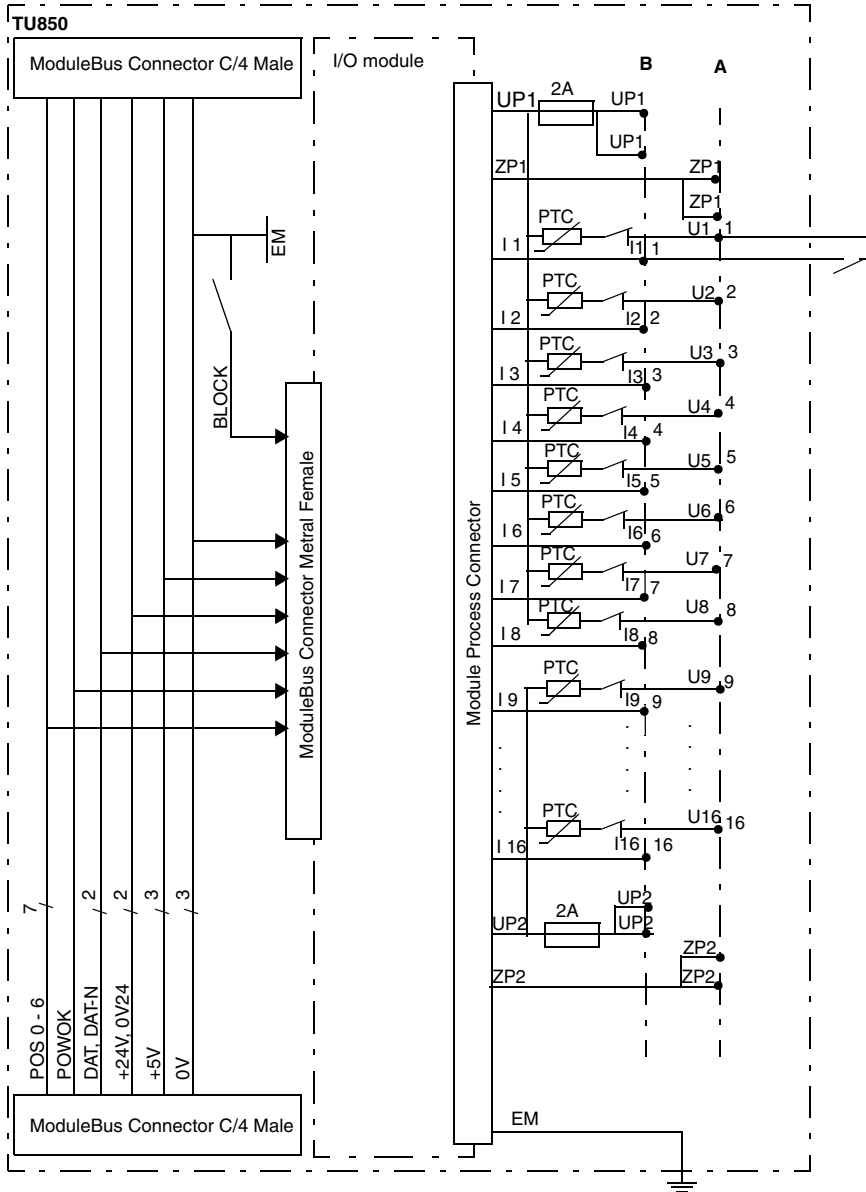 TU850
ModuleBus Connector C/4 Male
I/O module
B
A
UP1
2A
UP1
UP1
ZP1
ZP1
ZP1
EM
PTC
U1 1
I 1
I1 1
PTC
U2 2
I 2
I2 2
PTC
U3 3
I 3
I3 3
PTC
U4 4
I 4
I4 4
PTC
U5 5
I 5
I5 5
PTC
U6 6
I 6
I6 6
PTC
U7 7
I 7
I7 7
PTC
U8 8
I 8
I8 8
PTC
U9 9
I 9
I9 9
PTC
U16 16
I 16
I16 16
BLOCK
ModuleBus Connector Metral Female
Module Process Connector
UP2
2A
UP2
UP2
ZP2
ZP2
ZP2
7
2
2
3
3
POS 0 - 6
POWOK
DAT, DAT-N
+24V, 0V24
+5V
0V
ModuleBus Connector C/4 Male
EM